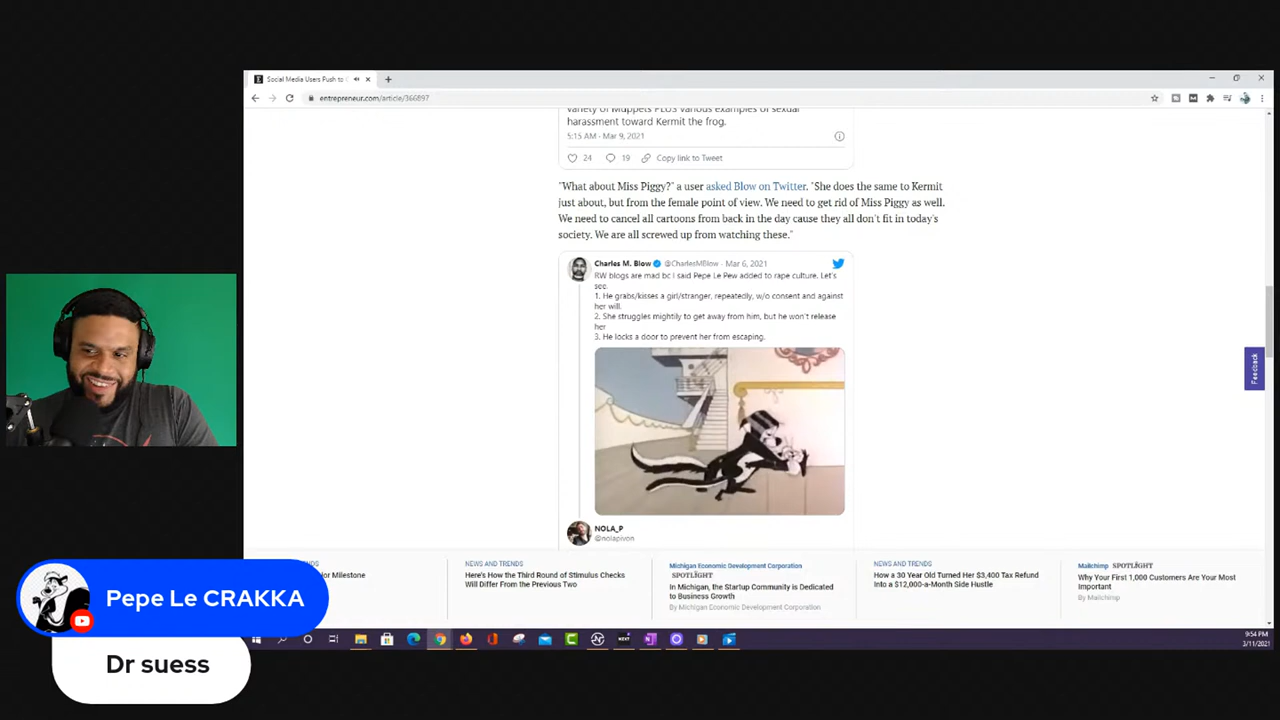 Social Media Users Push to
entrepreneur.com/article/366897
variety of Muppets PLUS various examples of sexual
harassment toward Kermit the frog.
5:15 AM · Mar 9, 2021
24 19 Copy link to Tweet
"What about Miss Piggy?" a user asked Blow on Twitter. "She does the same to Kermit
just about, but from the female point of view. We need to get rid of Miss Piggy as well.
We need to cancel all cartoons from back in the day cause they all don't fit in today's
society. We are all screwed up from watching these."
Charles M. Blow @CharlesMBlow · Mar 6, 2021
RW blogs are mad bc I said Pepe Le Pew added to rape culture. Let's
see.
1. He grabs/kisses a girl/stranger, repeatedly, w/o consent and against
her will.
2. She struggles mightily to get away from him, but he won't release
her
3. He locks a door to prevent her from escaping.
Feedback
NOLA_P
@nolapwon
or Milestone
NEWS AND TRENDS
Here's How the Third Round of Stimulus Checks
Will Differ From the Previous Two
Michigan Economic Development Corporation
SPOTLIGHT
In Michigan, the Startup Community is Dedicated
to Business Growth
By Michigan Economic Development Corporation
NEWS AND TRENDS
How a 30 Year Old Turned Her $3,400 Tax Refund
Into a $12,000-a-Month Side Hustle
Mailchimp SPOTLIGHT
Why Your First 1,000 Customers Are Your Most
Important
By Mailchimp
Pepe Le CRAKKA
Dr suess
9:54 PM
3/11/2021